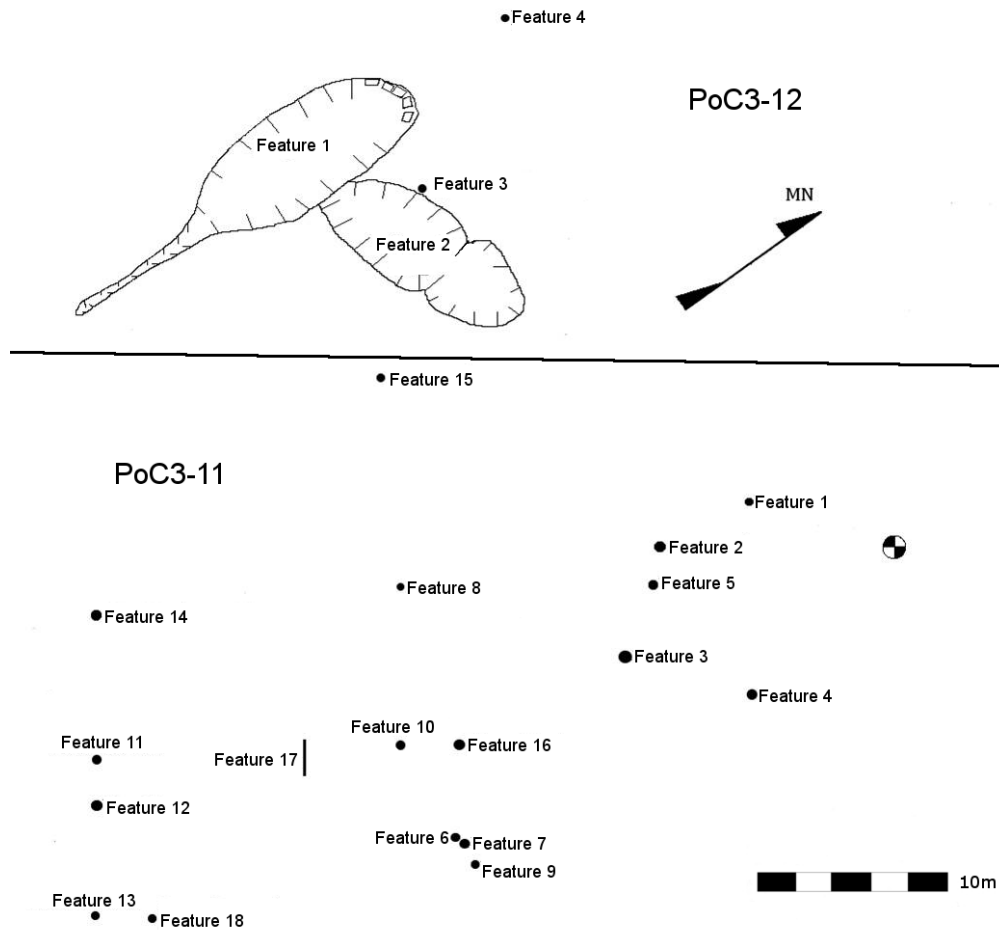 Feature 4
PoC3-12
Feature 1
Feature 3
MN
Feature 2
Feature 15
PoC3-11
Feature 1
Feature 2
Feature 5
Feature 8
Feature 14
Feature 3
Feature 4
Feature 10
Feature 11
Feature 16
Feature 17
Feature 12
Feature 6
Feature 7
Feature 9
10m
Feature 13
Feature 18